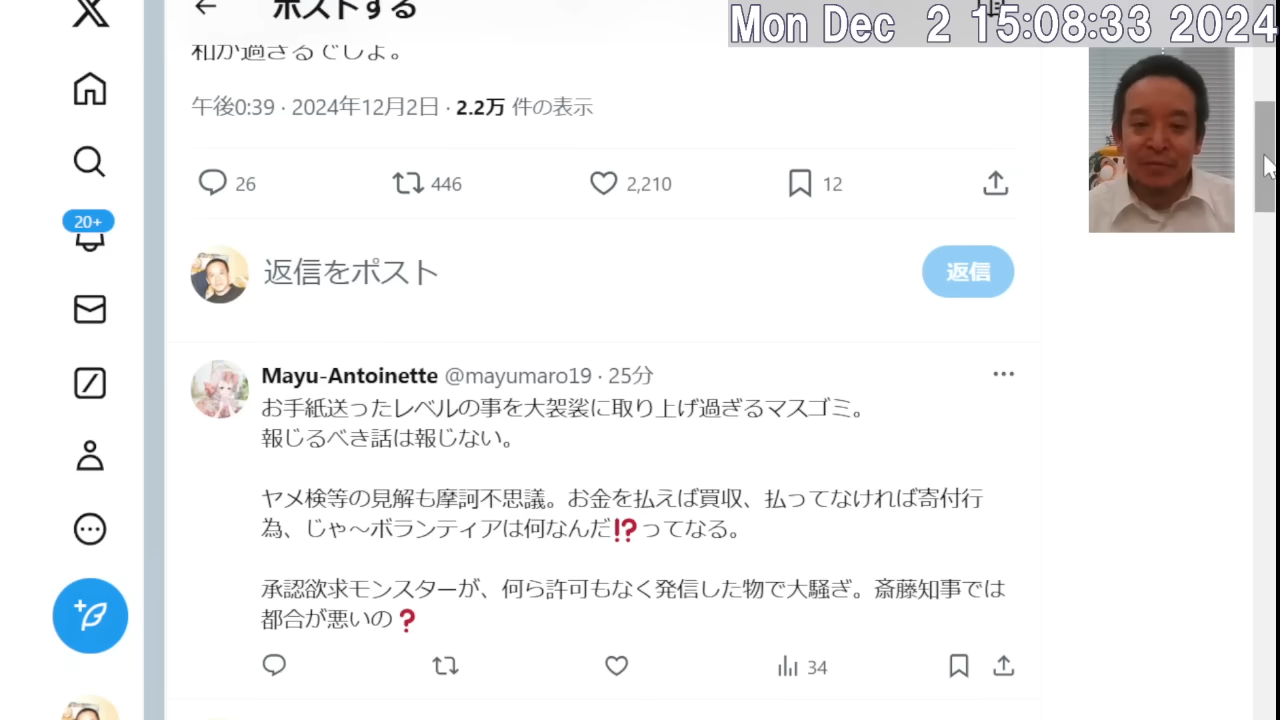 ポストする
Mon Dec 2 15:08:33 2024
和が過ぎるでしょ。
午後0:39 · 2024年12月2日 · 2.2万 件の表示
26
446
2,210
12
20+
返信をポスト
返信
Mayu-Antoinette @mayumaro19 · 25分
お手紙送ったレベルの事を大袈裟に取り上げ過ぎるマスゴミ。
報じるべき話は報じない。
ヤメ検等の見解も摩訶不思議。お金を払えば買収、払ってなければ寄付行
為、じゃ〜ボランティアは何なんだ⁉️ってなる。
承認欲求モンスターが、何ら許可もなく発信した物で大騒ぎ。斎藤知事では
都合が悪いの❓
34